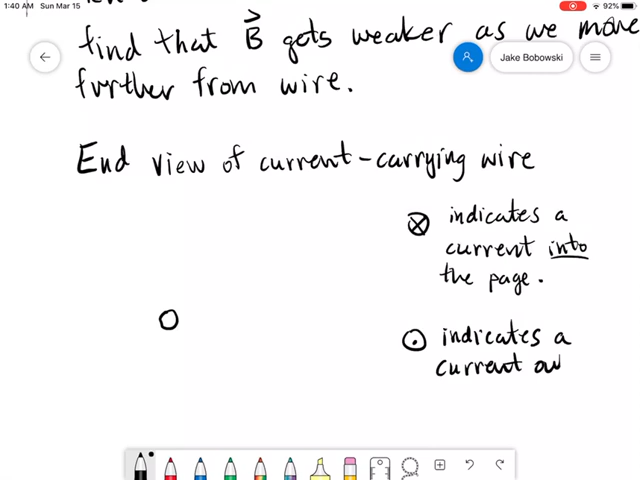 1:40 AM Sun Mar 15
92%
find that B⃗ gets weaker as we move
Jake Bobowski
further from wire.
End view of current-carrying wire
⊗ indicates a
current into
the page.
⊙ indicates a
current ou